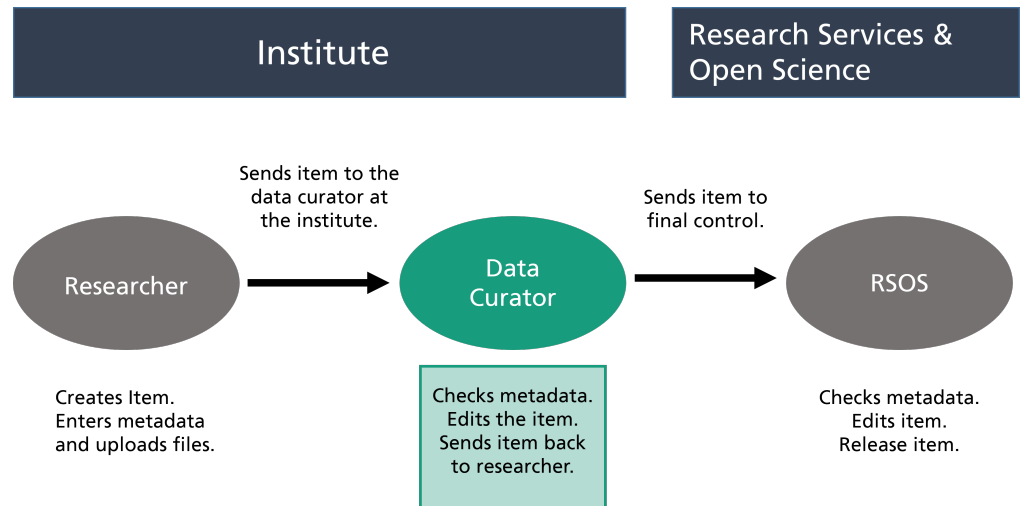 Institute
Research Services &
Open Science
Sends item to the
data curator at
the institute.
Sends item to
final control.
Researcher
Data
Curator
RSOS
Creates Item.
Enters metadata
and uploads files.
Checks metadata.
Edits the item.
Sends item back
to researcher.
Checks metadata.
Edits item.
Release item.